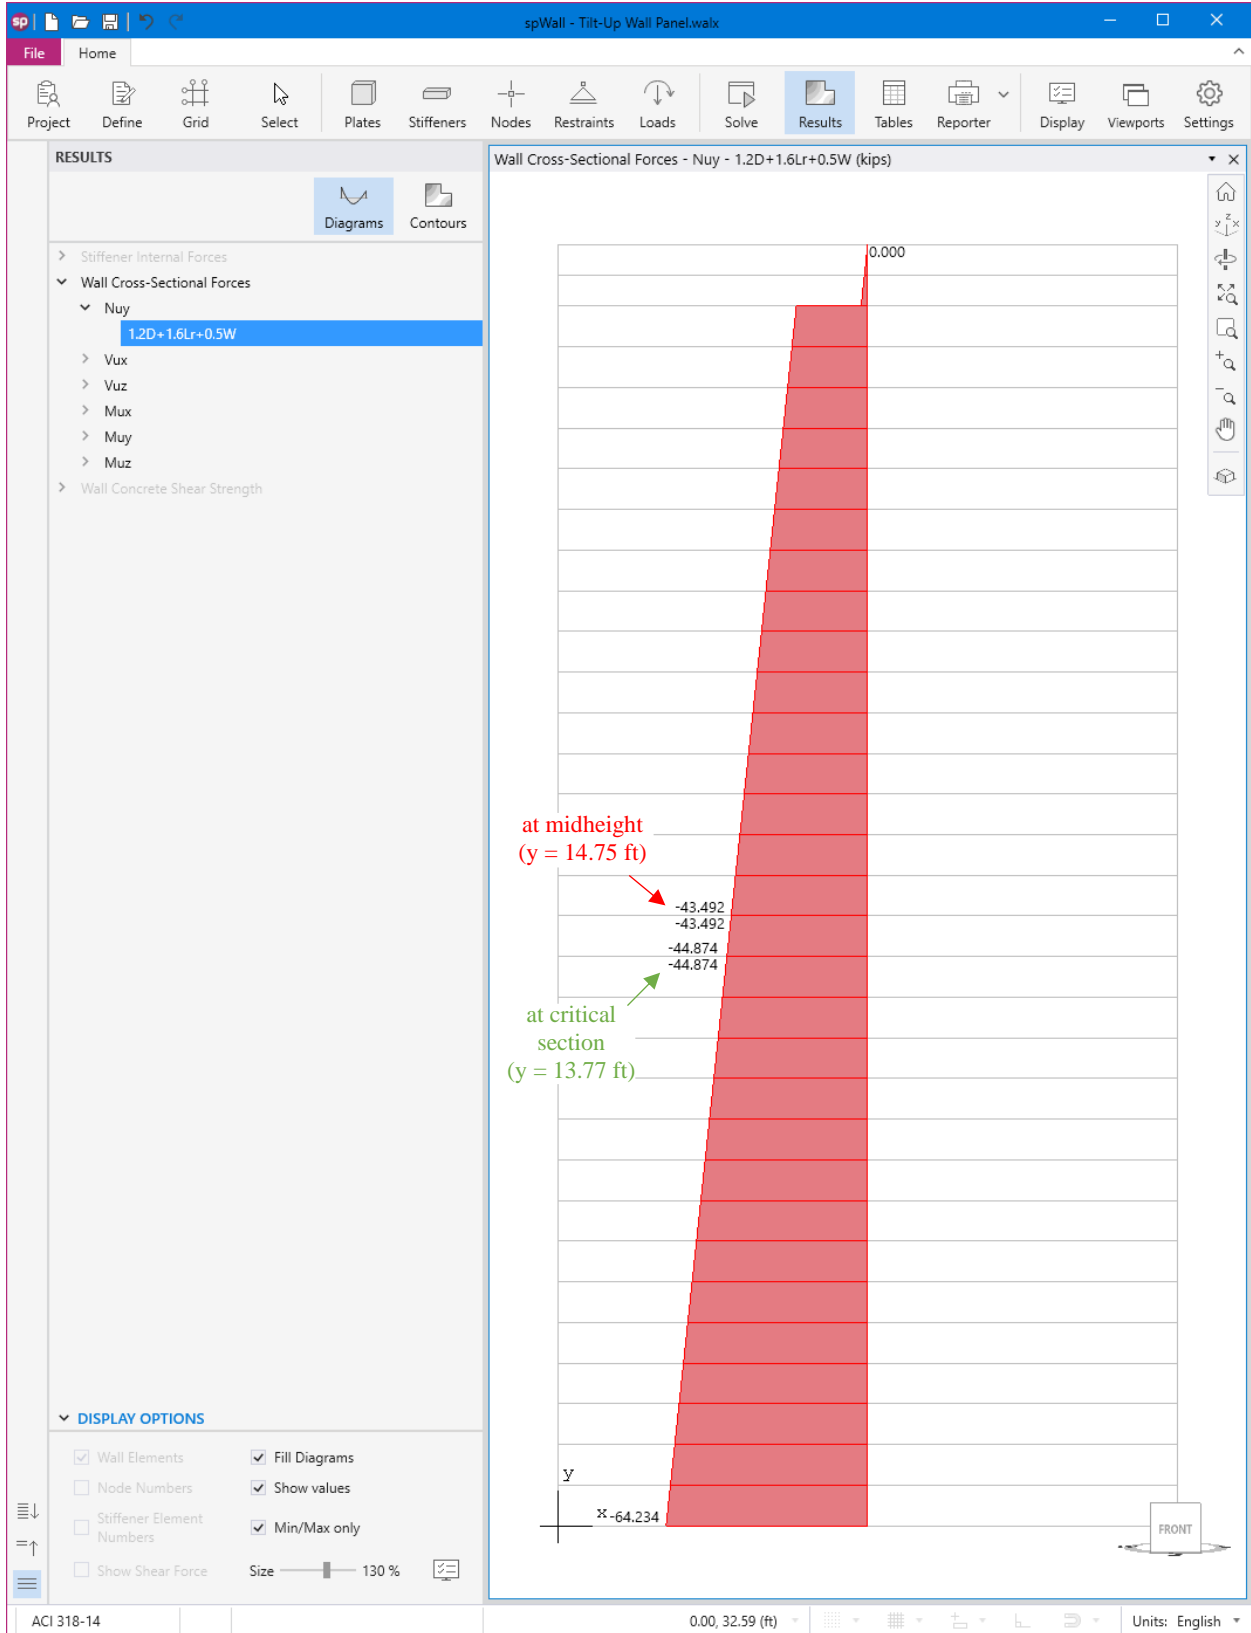 sp
spWall - Tilt-Up Wall Panel.walx
File Home
Project Define Grid Select Plates Stiffeners Nodes Restraints Loads Solve Results Tables Reporter Display Viewports Settings
RESULTS
Diagrams Contours
Stiffener Internal Forces
Wall Cross-Sectional Forces
Nuy
1.2D+1.6Lr+0.5W
Vux
Vuz
Mux
Muy
Muz
Wall Concrete Shear Strength
DISPLAY OPTIONS
Wall Elements Fill Diagrams
Node Numbers Show values
Stiffener Element
Numbers
Min/Max only
Show Shear Force Size 130 %
Wall Cross-Sectional Forces - Nuy - 1.2D+1.6Lr+0.5W (kips)
y z x
0.000
at midheight
(y = 14.75 ft)
-43.492
-43.492
-44.874
-44.874
at critical
section
(y = 13.77 ft)
y
x -64.234
FRONT
ACI 318-14 0.00, 32.59 (ft) Units: English